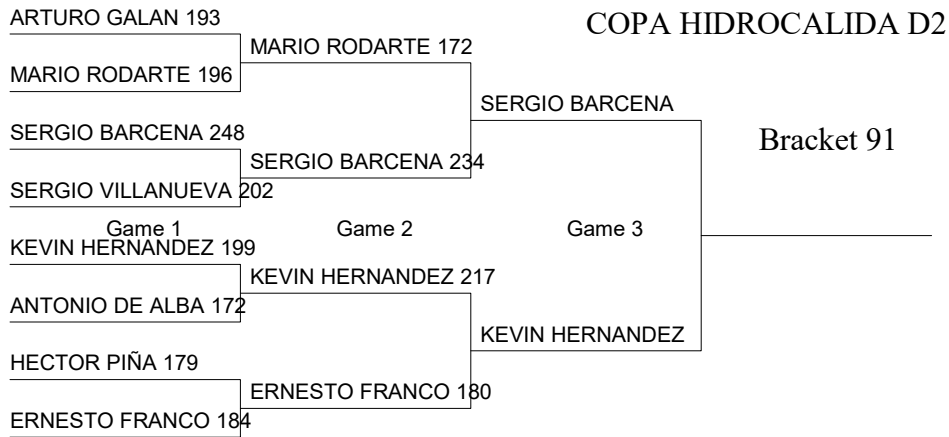 ARTURO GALAN 193
COPA HIDROCALIDA D2
MARIO RODARTE 172
MARIO RODARTE 196
SERGIO BARCENA
SERGIO BARCENA 248
Bracket 91
SERGIO BARCENA 234
SERGIO VILLANUEVA 202
Game 1
Game 2
Game 3
KEVIN HERNANDEZ 199
KEVIN HERNANDEZ 217
ANTONIO DE ALBA 172
KEVIN HERNANDEZ
HECTOR PIÑA 179
ERNESTO FRANCO 180
ERNESTO FRANCO 184